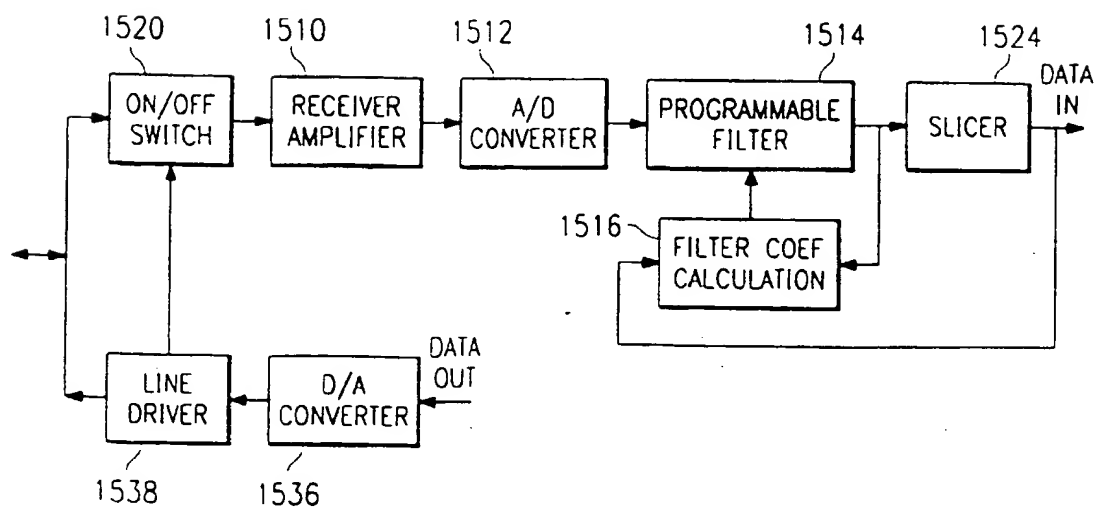 1520
1510
1512
1514
1524
ON/OFF
SWITCH
RECEIVER
AMPLIFIER
A/D
CONVERTER
PROGRAMMABLE
FILTER
SLICER
DATA
IN
1516
FILTER COEF
CALCULATION
LINE
DRIVER
D/A
CONVERTER
DATA
OUT
1538
1536